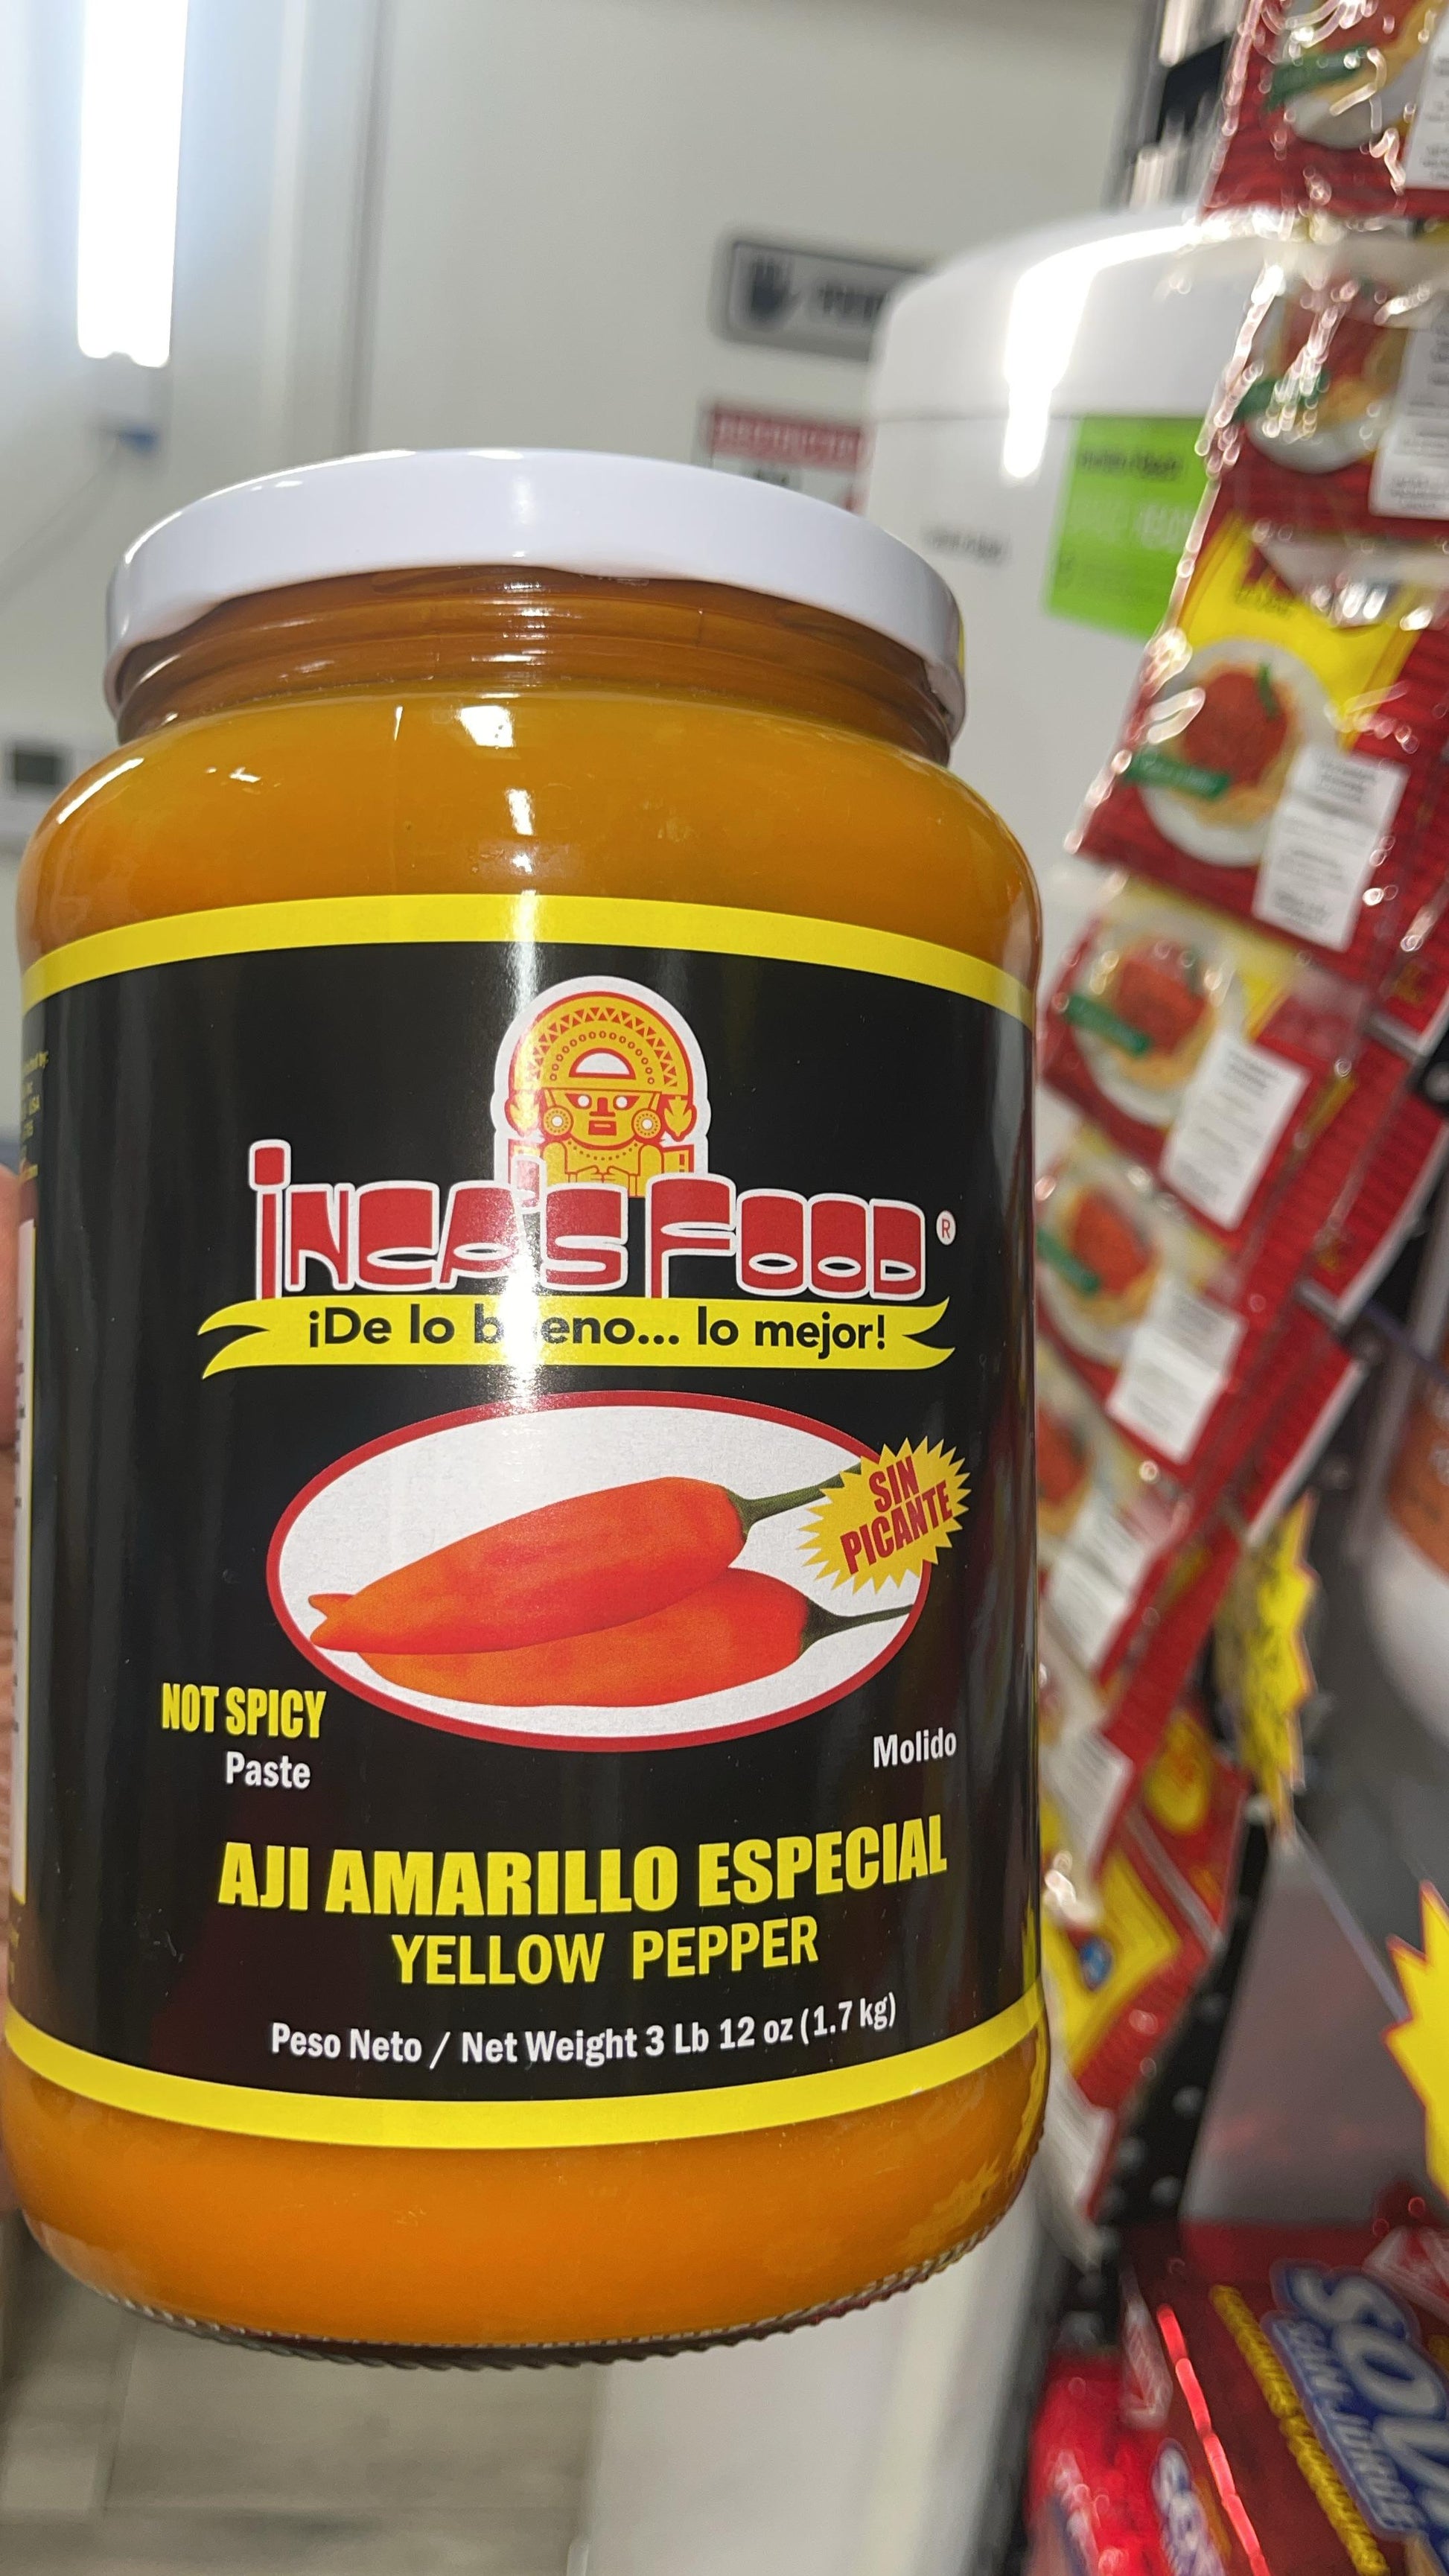 INCA'S FOOD®
¡De lo bueno... lo mejor!
SIN
PICANTE
NOT SPICY
Paste
Molido
AJI AMARILLO ESPECIAL
YELLOW PEPPER
Peso Neto / Net Weight 3 Lb 12 oz (1.7 kg)